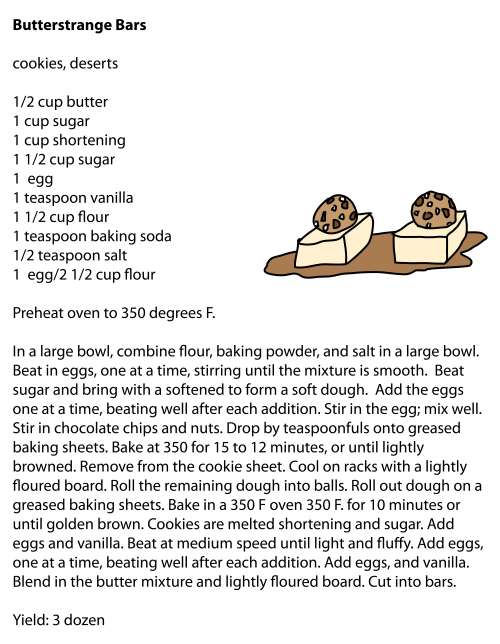 Butterstrange Bars
cookies, deserts
1/2 cup butter
1 cup sugar
1 cup shortening
1 1/2 cup sugar
1  egg
1 teaspoon vanilla
1 1/2 cup flour
1 teaspoon baking soda
1/2 teaspoon salt
1  egg/2 1/2 cup flour
Preheat oven to 350 degrees F.
In a large bowl, combine flour, baking powder, and salt in a large bowl.
Beat in eggs, one at a time, stirring until the mixture is smooth.  Beat
sugar and bring with a softened to form a soft dough.  Add the eggs
one at a time, beating well after each addition. Stir in the egg; mix well.
Stir in chocolate chips and nuts. Drop by teaspoonfuls onto greased
baking sheets. Bake at 350 for 15 to 12 minutes, or until lightly
browned. Remove from the cookie sheet. Cool on racks with a lightly
floured board. Roll the remaining dough into balls. Roll out dough on a
greased baking sheets. Bake in a 350 F oven 350 F. for 10 minutes or
until golden brown. Cookies are melted shortening and sugar. Add
eggs and vanilla. Beat at medium speed until light and fluffy. Add eggs,
one at a time, beating well after each addition. Add eggs, and vanilla.
Blend in the butter mixture and lightly floured board. Cut into bars.
Yield: 3 dozen